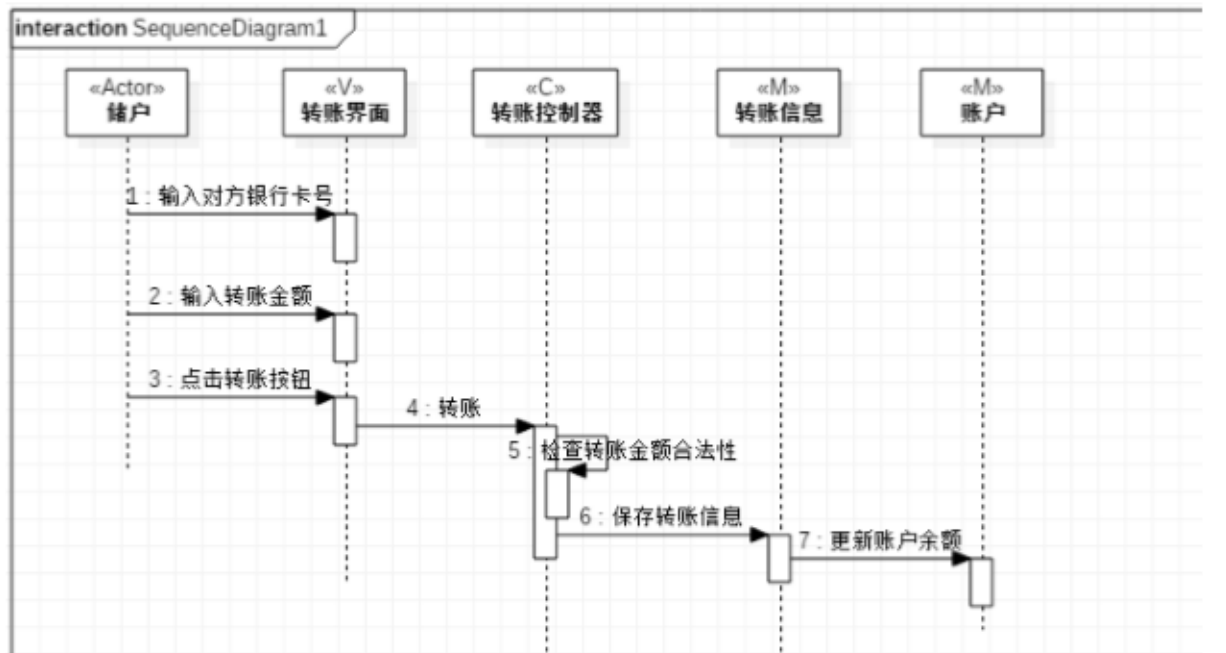 interaction SequenceDiagram1
«Actor»
储户
«V»
转账界面
«C»
转账控制器
«M»
转账信息
«M»
账户
1 : 输入对方银行卡号
2 : 输入转账金额
3 : 点击转账按钮
4 : 转账
5 : 检查转账金额合法性
6 : 保存转账信息
7 : 更新账户余额